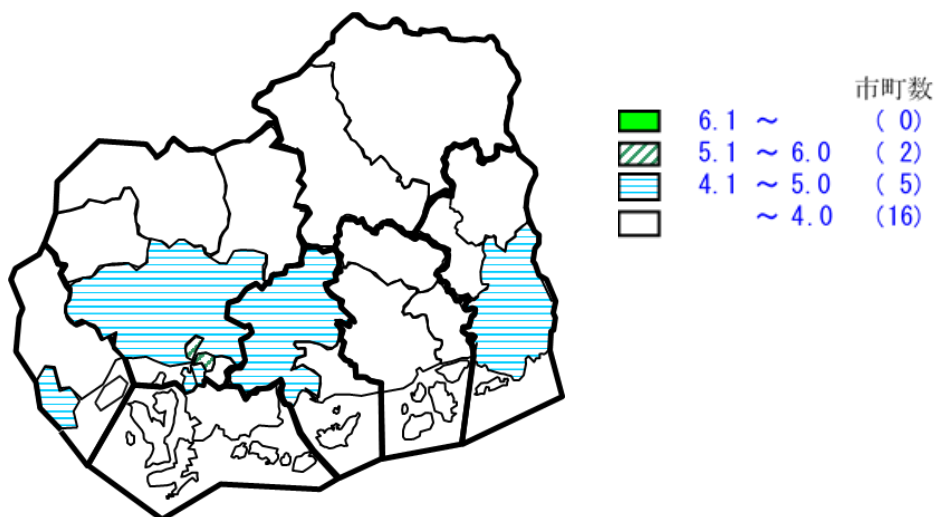 市町数
6.1 ～ ( 0)
5.1 ～ 6.0 ( 2)
4.1 ～ 5.0 ( 5)
～ 4.0 (16)